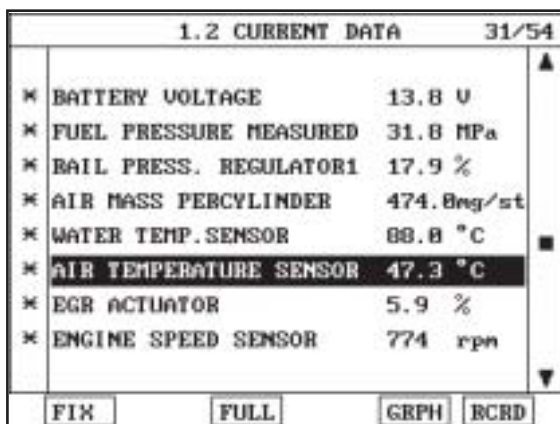 1.2 CURRENT DATA 31/54
* BATTERY VOLTAGE 13.8 V
* FUEL PRESSURE MEASURED 31.8 MPa
* RAIL PRESS. REGULATOR1 17.9 %
* AIR MASS PERCYLINDER 474.0mg/st
* WATER TEMP.SENSOR 88.0 °C
* AIR TEMPERATURE SENSOR 47.3 °C
* EGR ACTUATOR 5.9 %
* ENGINE SPEED SENSOR 774 rpm
FIX FULL GRPH RCRD